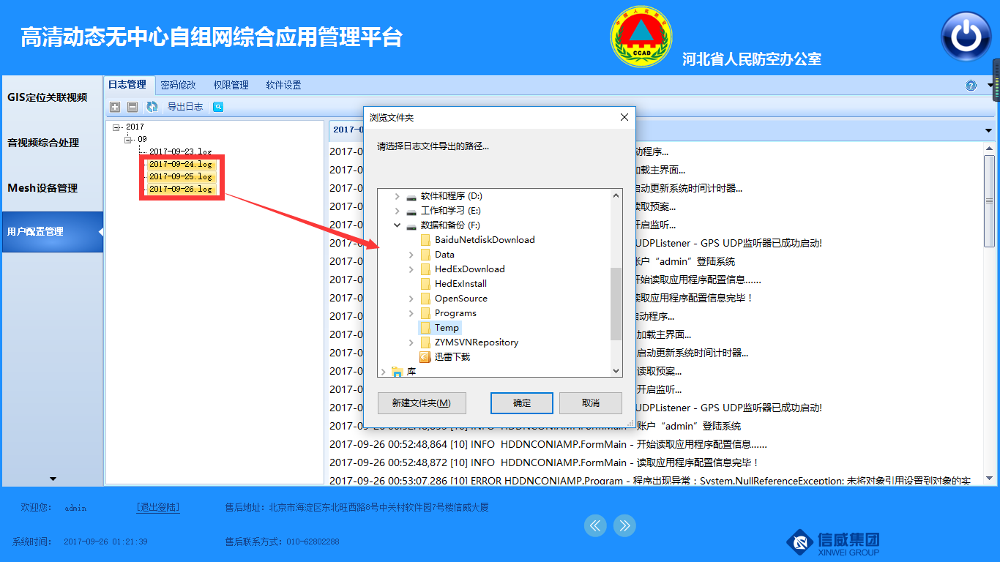 高清动态无中心自组网综合应用管理平台
中国人民防空
CCAD
河北省人民防空办公室
GIS定位关联视频
音视频综合处理
Mesh设备管理
用户配置管理
日志管理 密码修改 权限管理 软件设置
导出日志
2017
09
2017-09-23.log
2017-09-24.log
2017-09-25.log
2017-09-26.log
浏览文件夹
请选择日志文件导出的路径...
软件和程序 (D:)
工作和学习 (E:)
数据和备份 (F:)
BaiduNetdiskDownload
Data
HedExDownload
HedExInstall
OpenSource
Programs
Temp
ZYMSVNRepository
迅雷下载
库
新建文件夹(M) 确定 取消
2017-0
2017-0 动程序...
2017-0 加载主界面...
2017-0 启动更新系统时间计时器...
2017-0 读取预案...
2017-0 开启监听...
2017-0 UDPListener - GPS UDP监听器已成功启动!
2017-0 账户“admin”登陆系统
2017-0 开始读取应用程序配置信息......
2017-0 读取应用程序配置信息完毕！
2017-0 启动程序...
2017-0 加载主界面...
2017-0 启动更新系统时间计时器...
2017-0 读取预案...
2017-0 开启监听...
2017-0 UDPListener - GPS UDP监听器已成功启动!
2017-0 账户“admin”登陆系统
2017-09-26 00:52:48,864 [10] INFO HDDNCONIAMP.FormMain - 开始读取应用程序配置信息......
2017-09-26 00:52:48,872 [10] INFO HDDNCONIAMP.FormMain - 读取应用程序配置信息完毕！
2017-09-26 00:53:07,286 [10] ERROR HDDNCONIAMP.Program - 程序出现异常：System.NullReferenceException: 未将对象引用设置到对象的实
欢迎您： admin [退出登陆] 售后地址：北京市海淀区东北旺西路8号中关村软件园7号楼信威大厦
系统时间： 2017-09-26 01:21:39 售后联系方式：010-62802288
信威集团
XINWEI GROUP